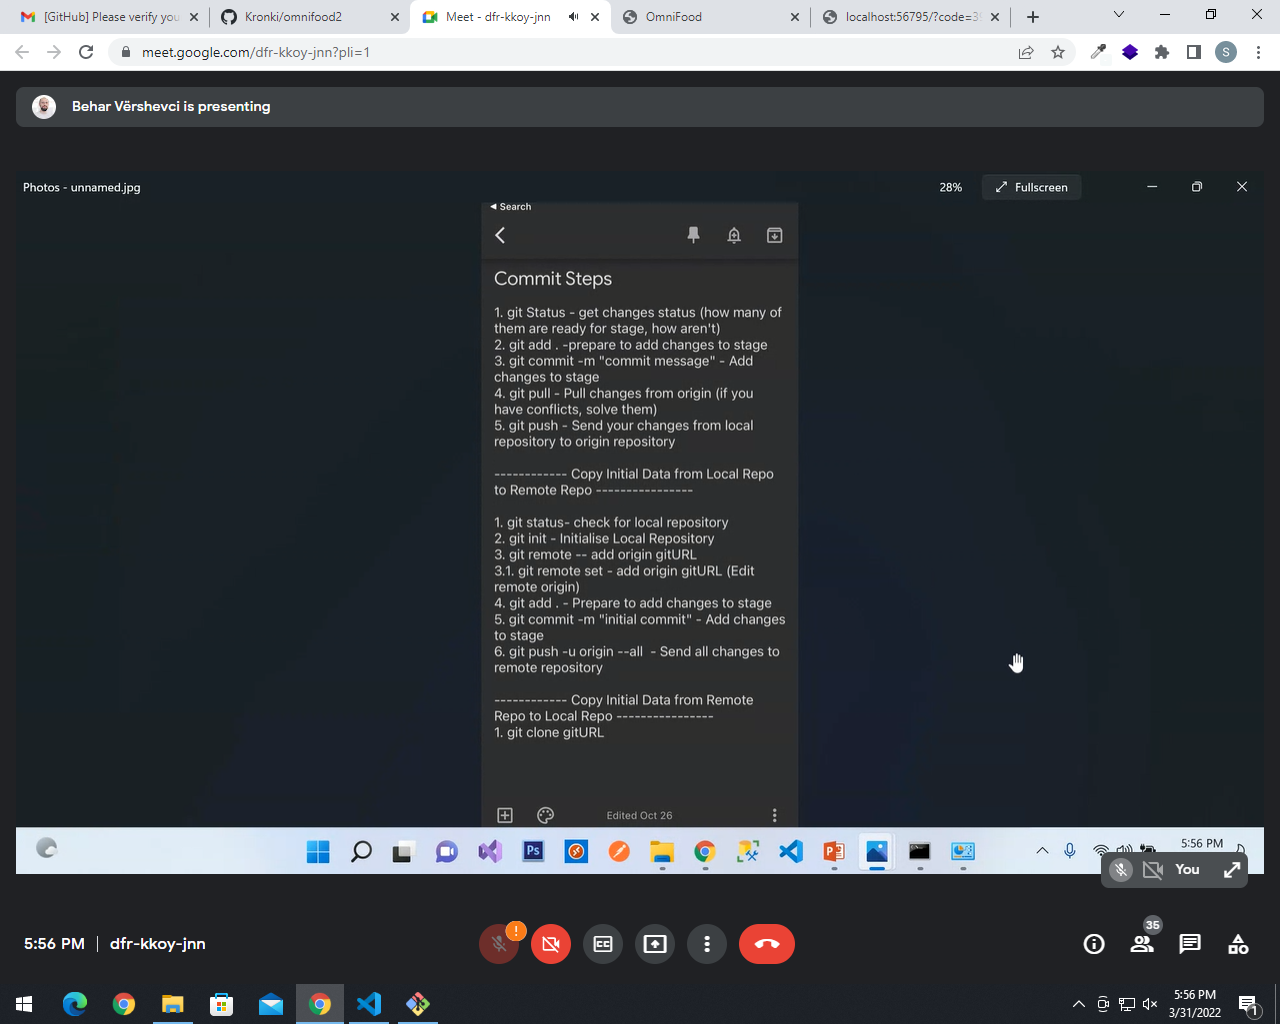 [GitHub] Please verify you
Kronki/omnifood2
Meet - dfr-kkoy-jnn
OmniFood
localhost:56795/?code=39
meet.google.com/dfr-kkoy-jnn?pli=1
S
Behar Vërshevci is presenting
Photos - unnamed.jpg
28%
Fullscreen
Search
Commit Steps
1. git Status - get changes status (how many of
them are ready for stage, how aren't)
2. git add . -prepare to add changes to stage
3. git commit -m "commit message" - Add
changes to stage
4. git pull - Pull changes from origin (if you
have conflicts, solve them)
5. git push - Send your changes from local
repository to origin repository
------------ Copy Initial Data from Local Repo
to Remote Repo ----------------
1. git status- check for local repository
2. git init - Initialise Local Repository
3. git remote -- add origin gitURL
3.1. git remote set - add origin gitURL (Edit
remote origin)
4. git add . - Prepare to add changes to stage
5. git commit -m "initial commit" - Add changes
to stage
6. git push -u origin --all  - Send all changes to
remote repository
------------ Copy Initial Data from Remote
Repo to Local Repo ----------------
1. git clone gitURL
Edited Oct 26
Ps
5:56 PM
You
5:56 PM | dfr-kkoy-jnn
!
CC
35
5:56 PM
3/31/2022
1